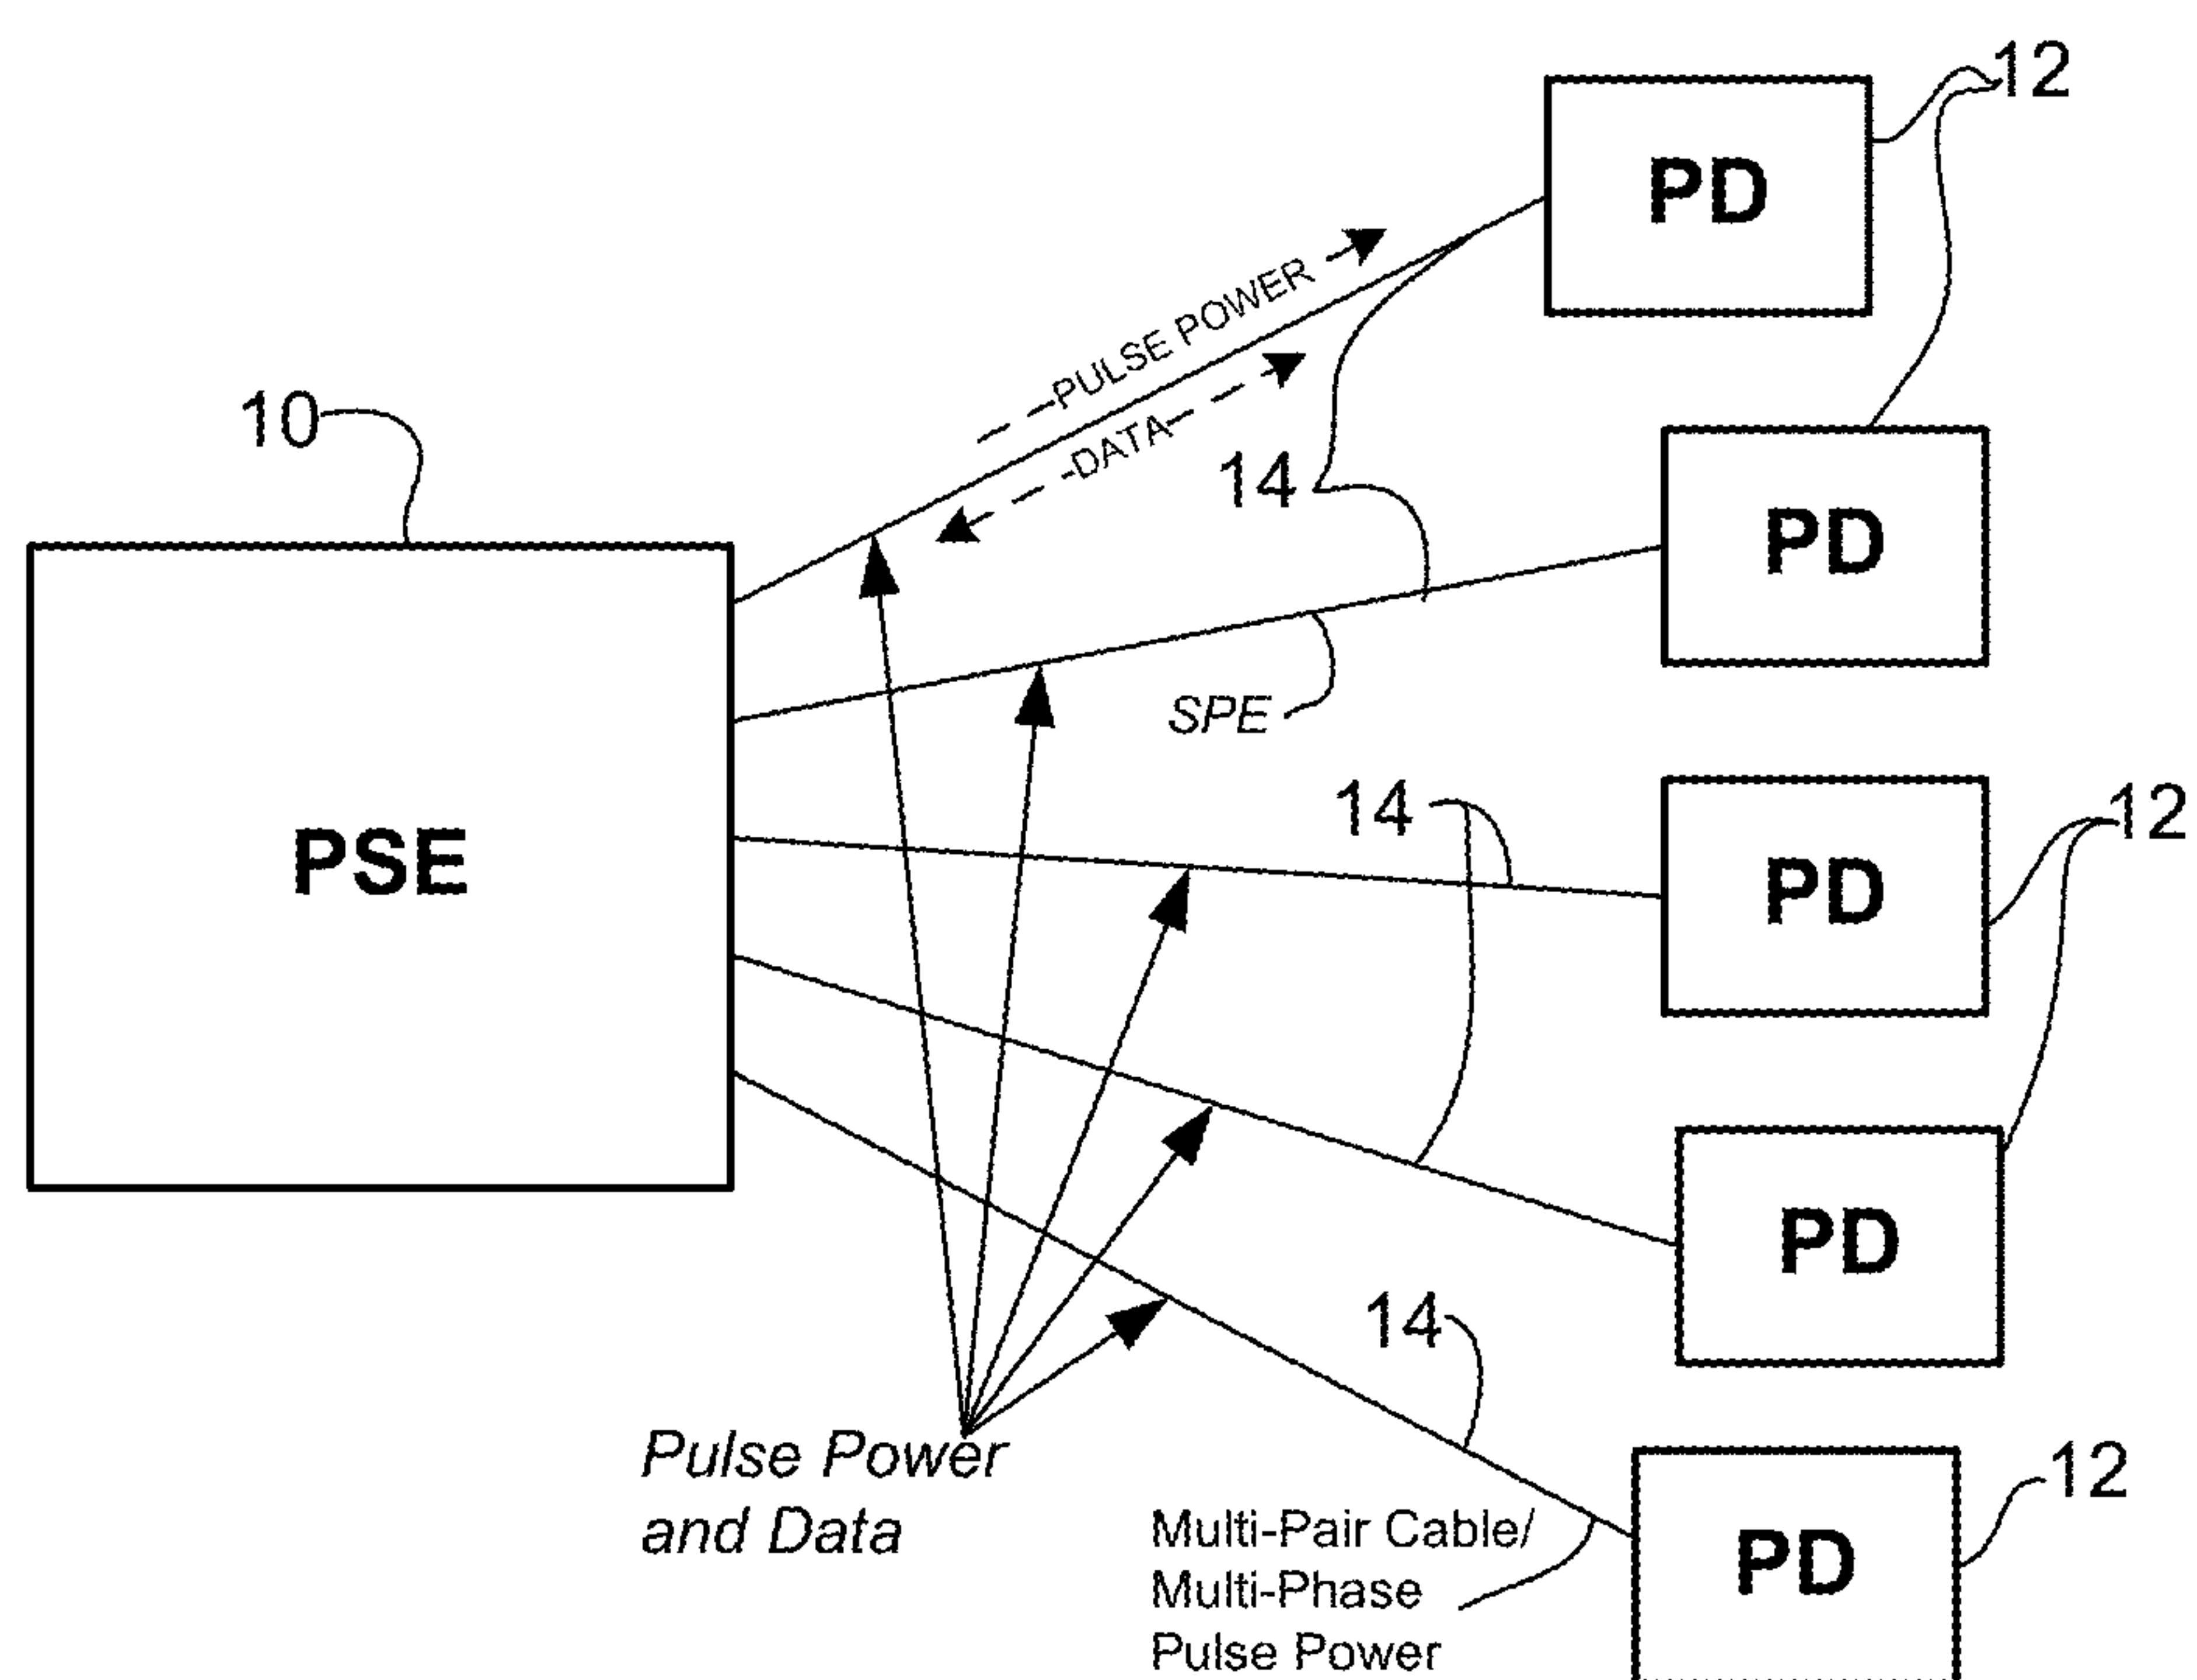 12
PD
PULSE POWER
10
DATA
14
PD
SPE
14
12
PSE
PD
PD
14
Pulse Power
and Data
12
Multi-Pair Cable/
Multi-Phase
Pulse Power
PD